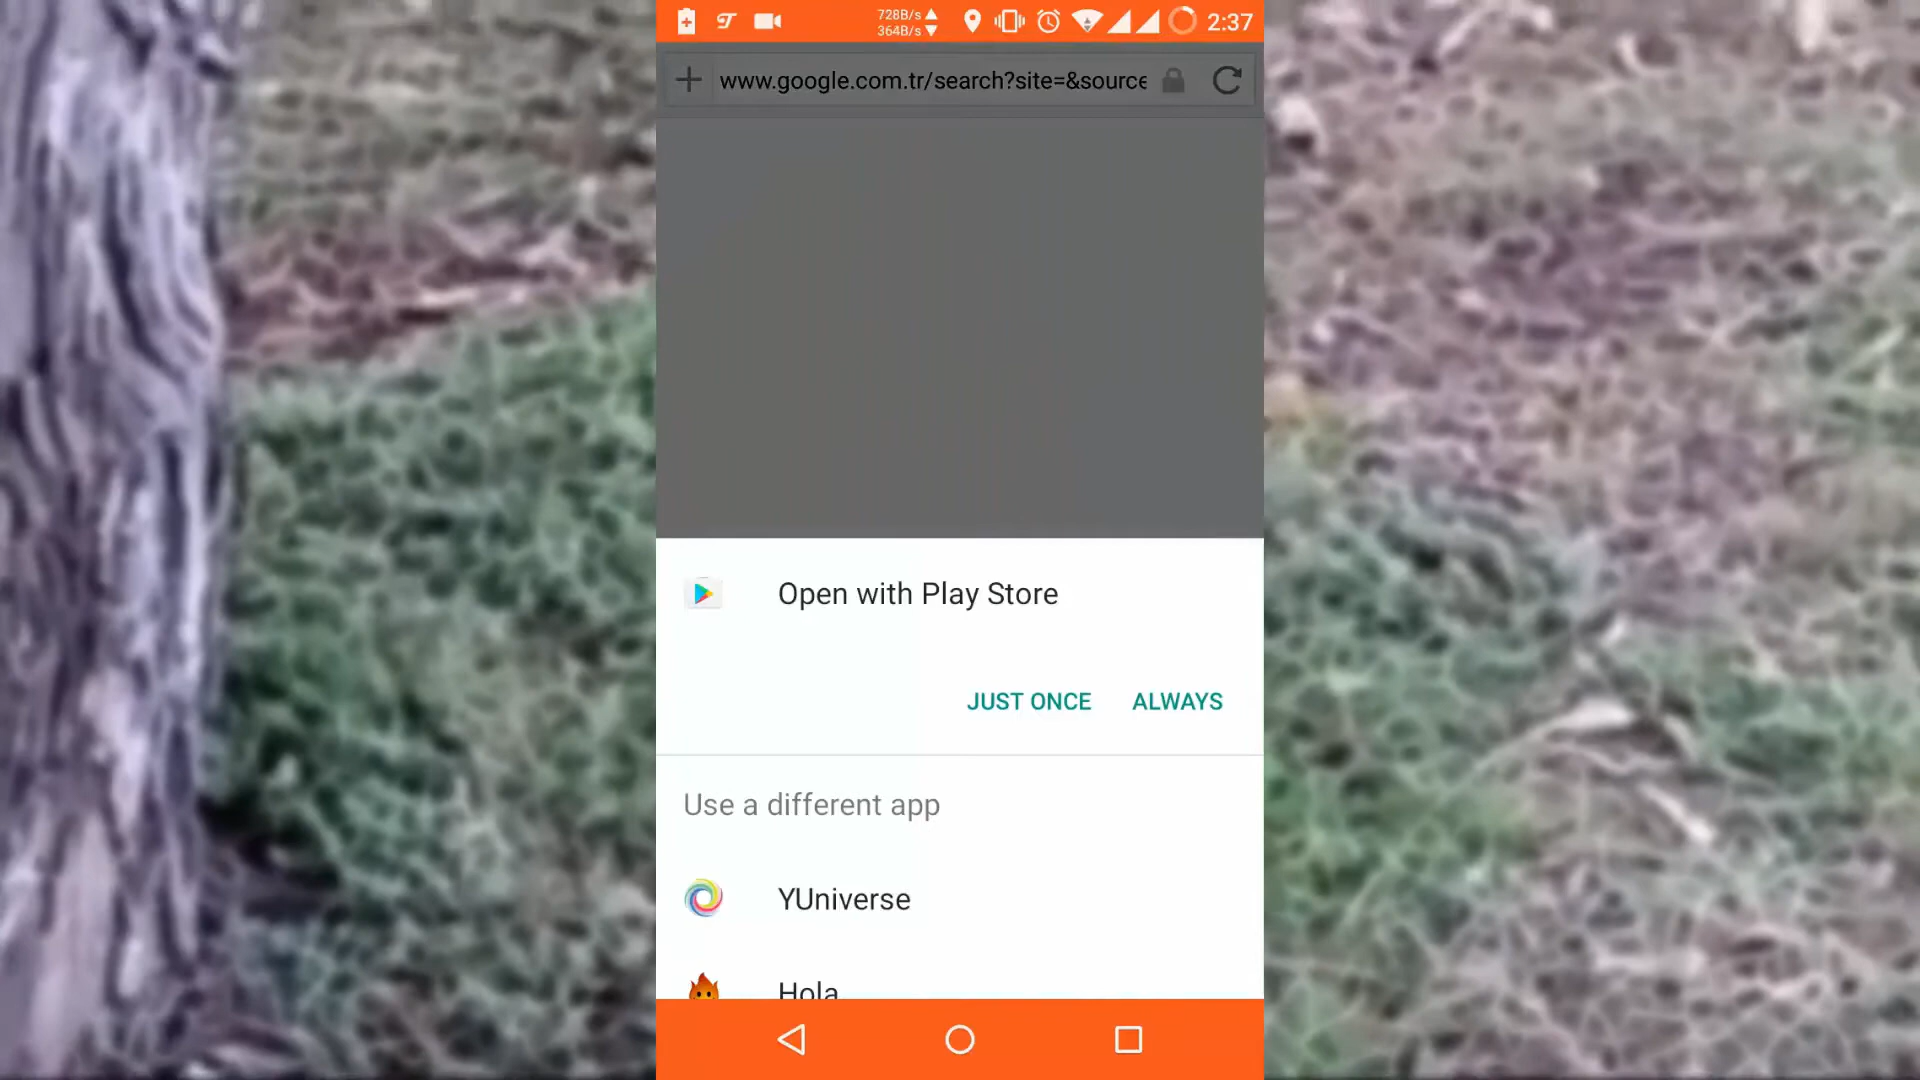 728B/s
364B/s
2:37
www.google.com.tr/search?site=&source
Open with Play Store
JUST ONCE ALWAYS
Use a different app
YUniverse
Hola